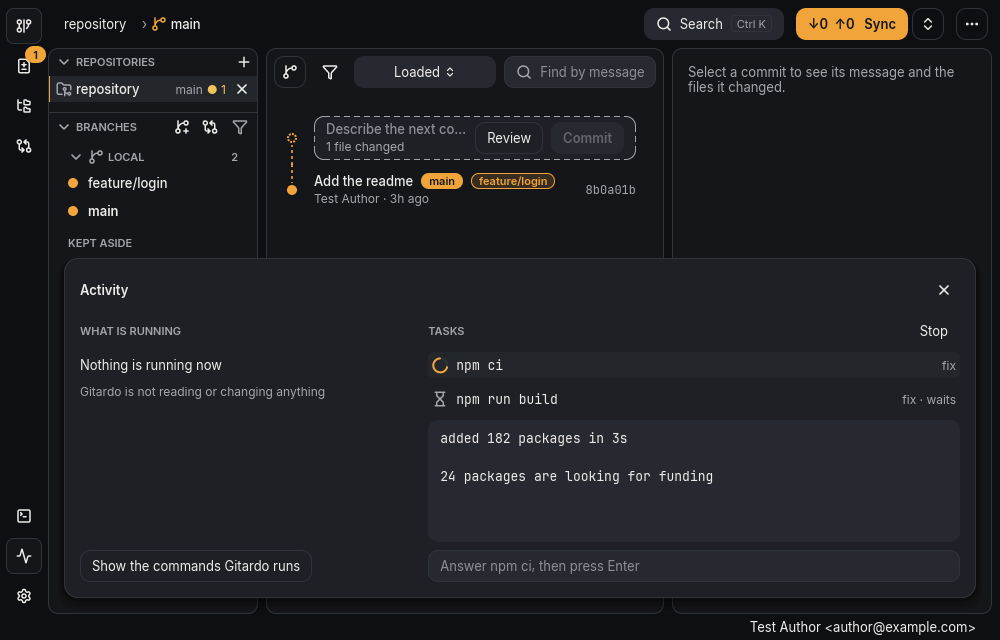 repository › main
Search Ctrl K
↓0 ↑0 Sync
1
REPOSITORIES
repository main 1
BRANCHES
LOCAL 2
feature/login
main
KEPT ASIDE
Loaded
Find by message
Describe the next co...
1 file changed
Review
Commit
Add the readme main feature/login
Test Author · 3h ago
8b0a01b
Select a commit to see its message and the
files it changed.
Activity
WHAT IS RUNNING
Nothing is running now
Gitardo is not reading or changing anything
Show the commands Gitardo runs
TASKS
Stop
npm ci fix
npm run build fix · waits
added 182 packages in 3s
24 packages are looking for funding
Answer npm ci, then press Enter
Test Author <author@example.com>